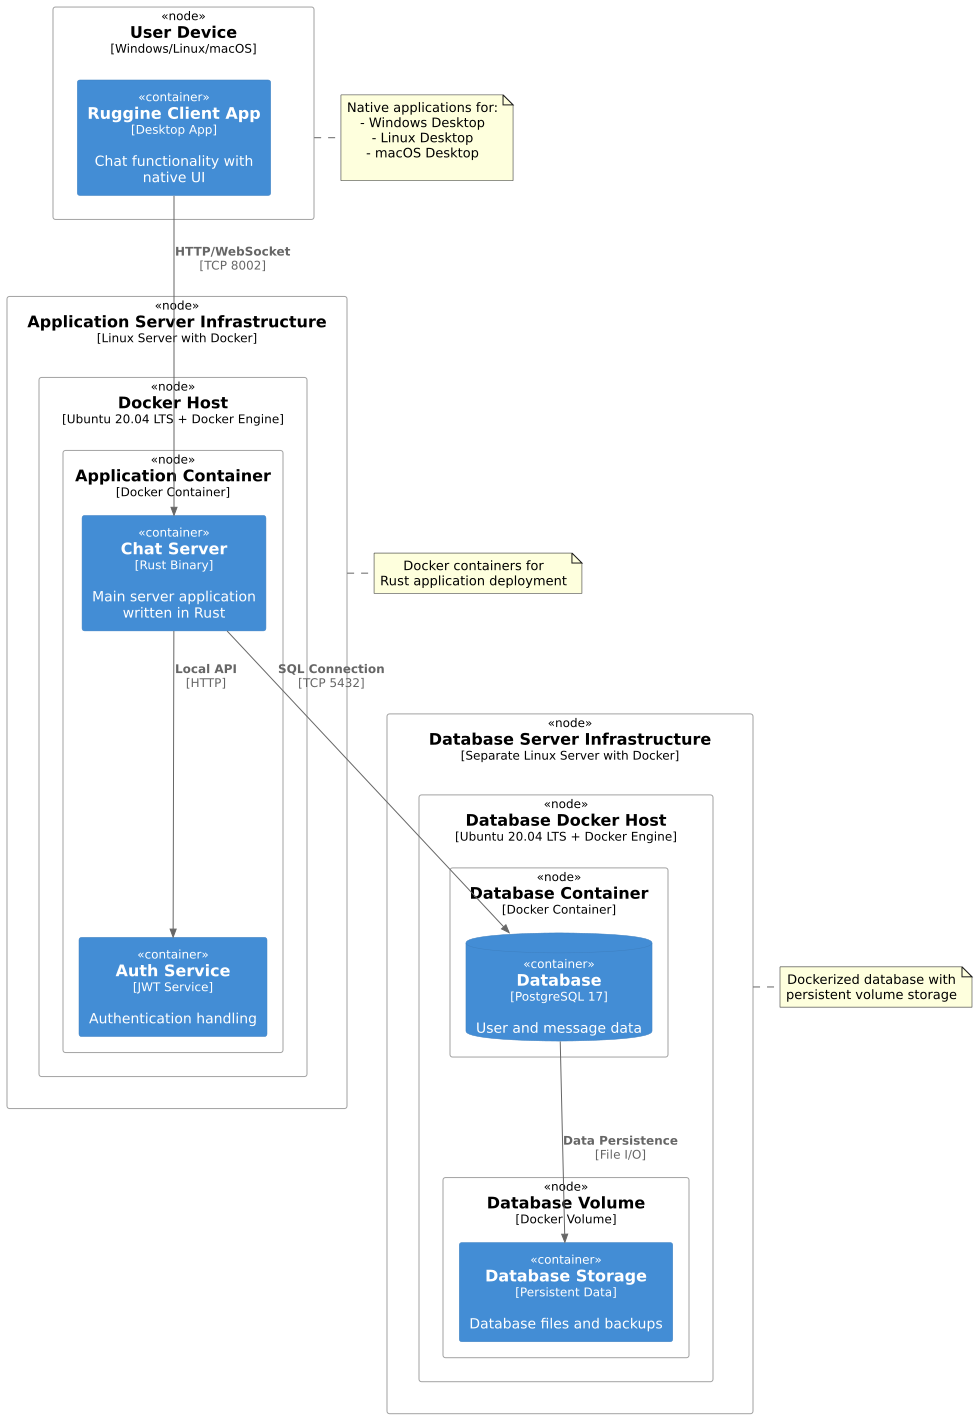 «node»
User Device
[Windows/Linux/macOS]
«container»
Ruggine Client App
[Desktop App]
Chat functionality with
native UI
Native applications for:
- Windows Desktop
- Linux Desktop
- macOS Desktop
HTTP/WebSocket
[TCP 8002]
«node»
Application Server Infrastructure
[Linux Server with Docker]
«node»
Docker Host
[Ubuntu 20.04 LTS + Docker Engine]
«node»
Application Container
[Docker Container]
«container»
Chat Server
[Rust Binary]
Main server application
written in Rust
Docker containers for
Rust application deployment
Local API
[HTTP]
SQL Connection
[TCP 5432]
«node»
Database Server Infrastructure
[Separate Linux Server with Docker]
«node»
Database Docker Host
[Ubuntu 20.04 LTS + Docker Engine]
«node»
Database Container
[Docker Container]
«container»
Auth Service
[JWT Service]
Authentication handling
«container»
Database
[PostgreSQL 17]
User and message data
Dockerized database with
persistent volume storage
Data Persistence
[File I/O]
«node»
Database Volume
[Docker Volume]
«container»
Database Storage
[Persistent Data]
Database files and backups